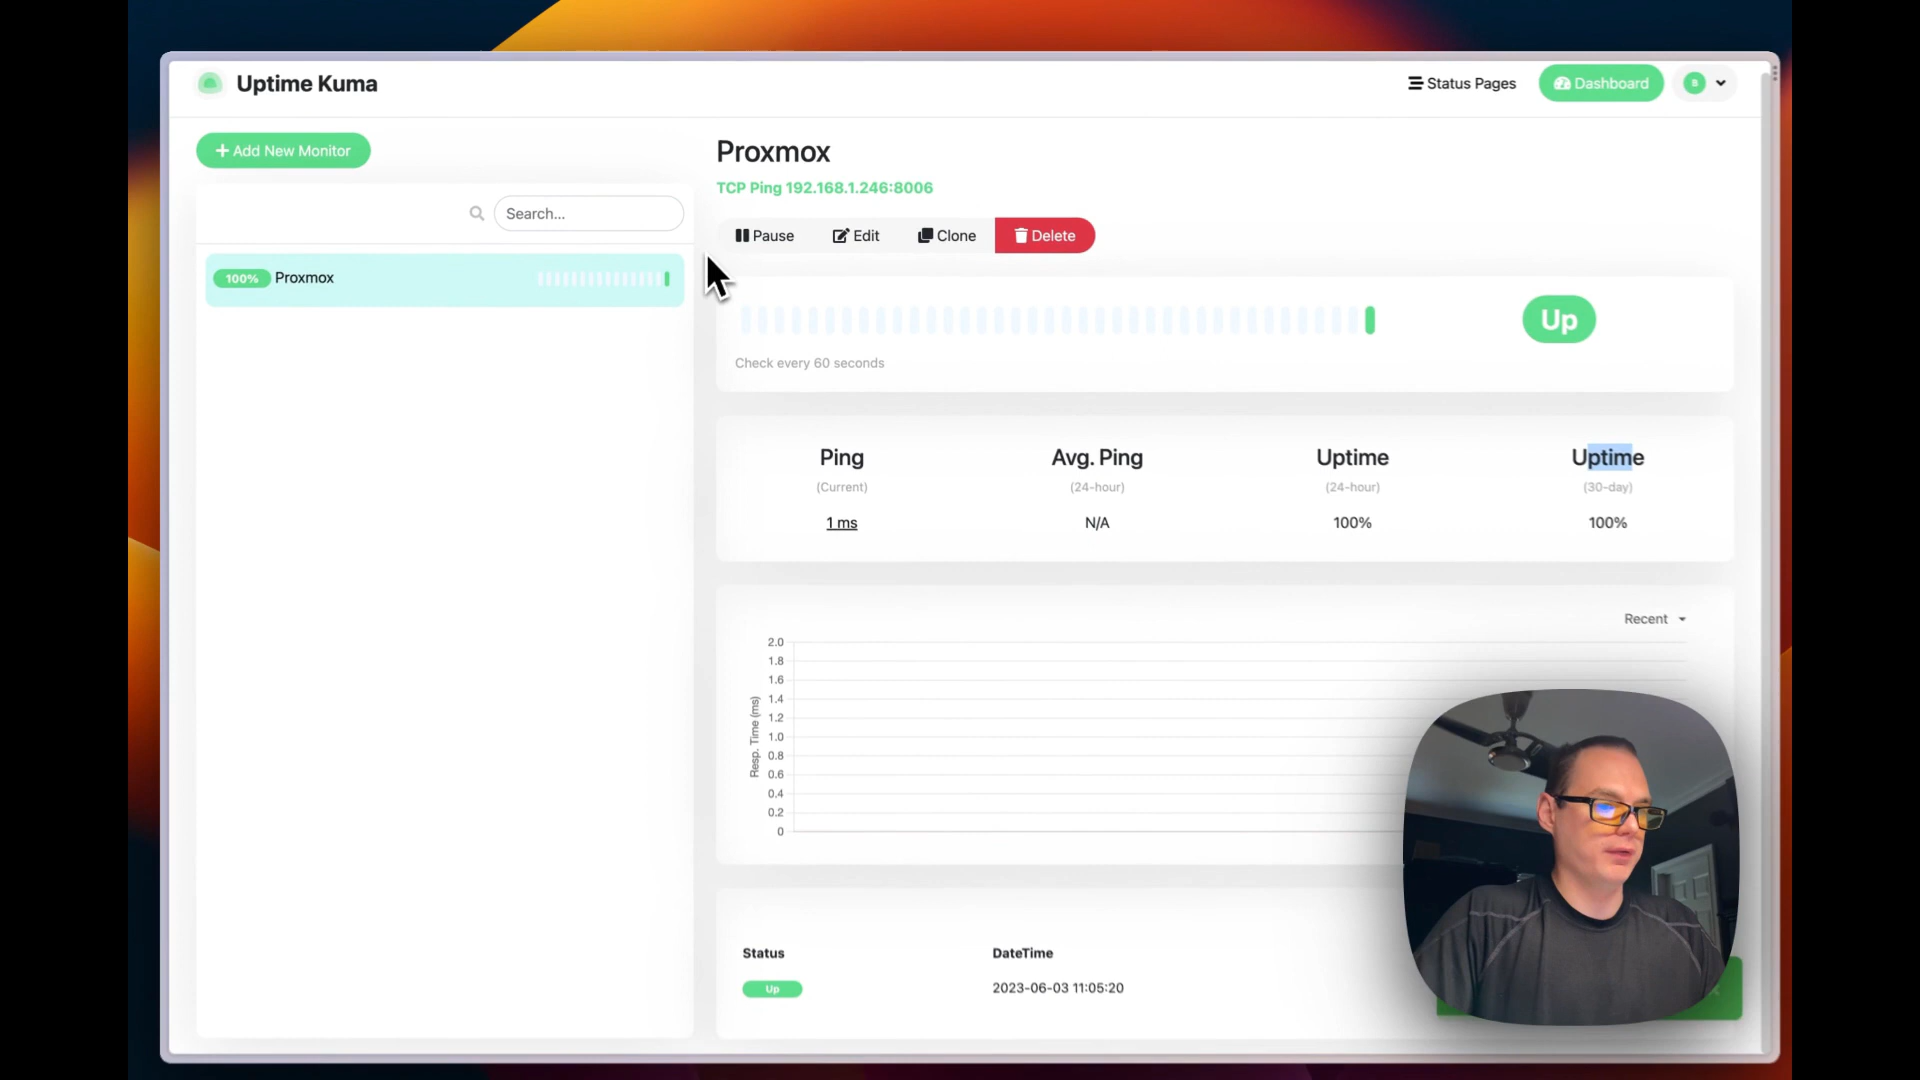 Uptime Kuma
Status Pages
Dashboard
B
Add New Monitor
Search...
100% Proxmox
Proxmox
TCP Ping 192.168.1.246:8006
Pause
Edit
Clone
Delete
Up
Check every 60 seconds
Ping
(Current)
1 ms
Avg. Ping
(24-hour)
N/A
Uptime
(24-hour)
100%
Uptime
(30-day)
100%
Recent
Resp. Time (ms)
2.0
1.8
1.6
1.4
1.2
1.0
0.8
0.6
0.4
0.2
0
Status
DateTime
Up
2023-06-03 11:05:20